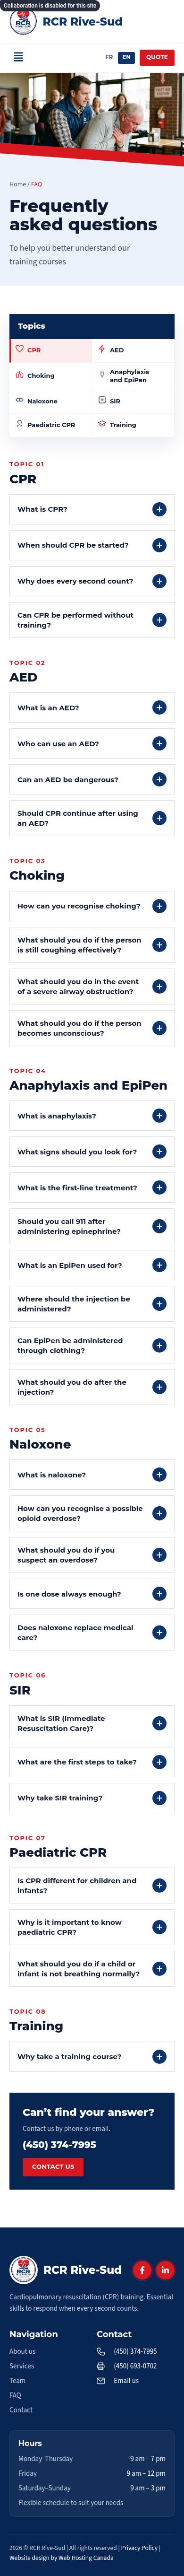 Collaboration is disabled for this site
RCR Rive-Sud
FR
EN
QUOTE
Home / FAQ
Frequently
asked questions
To help you better understand our
training courses
Topics
CPR
AED
Choking
Anaphylaxis
and EpiPen
Naloxone
SIR
Paediatric CPR
Training
TOPIC 01
CPR
What is CPR?
When should CPR be started?
Why does every second count?
Can CPR be performed without
training?
TOPIC 02
AED
What is an AED?
Who can use an AED?
Can an AED be dangerous?
Should CPR continue after using
an AED?
TOPIC 03
Choking
How can you recognise choking?
What should you do if the person
is still coughing effectively?
What should you do in the event
of a severe airway obstruction?
What should you do if the person
becomes unconscious?
TOPIC 04
Anaphylaxis and EpiPen
What is anaphylaxis?
What signs should you look for?
What is the first-line treatment?
Should you call 911 after
administering epinephrine?
What is an EpiPen used for?
Where should the injection be
administered?
Can EpiPen be administered
through clothing?
What should you do after the
injection?
TOPIC 05
Naloxone
What is naloxone?
How can you recognise a possible
opioid overdose?
What should you do if you
suspect an overdose?
Is one dose always enough?
Does naloxone replace medical
care?
TOPIC 06
SIR
What is SIR (Immediate
Resuscitation Care)?
What are the first steps to take?
Why take SIR training?
TOPIC 07
Paediatric CPR
Is CPR different for children and
infants?
Why is it important to know
paediatric CPR?
What should you do if a child or
infant is not breathing normally?
TOPIC 08
Training
Why take a training course?
Can't find your answer?
Contact us by phone or email.
(450) 374-7995
CONTACT US
RCR Rive-Sud
Cardiopulmonary resuscitation (CPR) training. Essential
skills to respond when every second counts.
Navigation
About us
Services
Team
FAQ
Contact
Contact
(450) 374-7995
(450) 693-0702
Email us
Hours
Monday–Thursday 9 am – 7 pm
Friday 9 am – 12 pm
Saturday–Sunday 9 am – 3 pm
Flexible schedule to suit your needs
2026 © RCR Rive-Sud | All rights reserved | Privacy Policy |
Website design by Web Hosting Canada